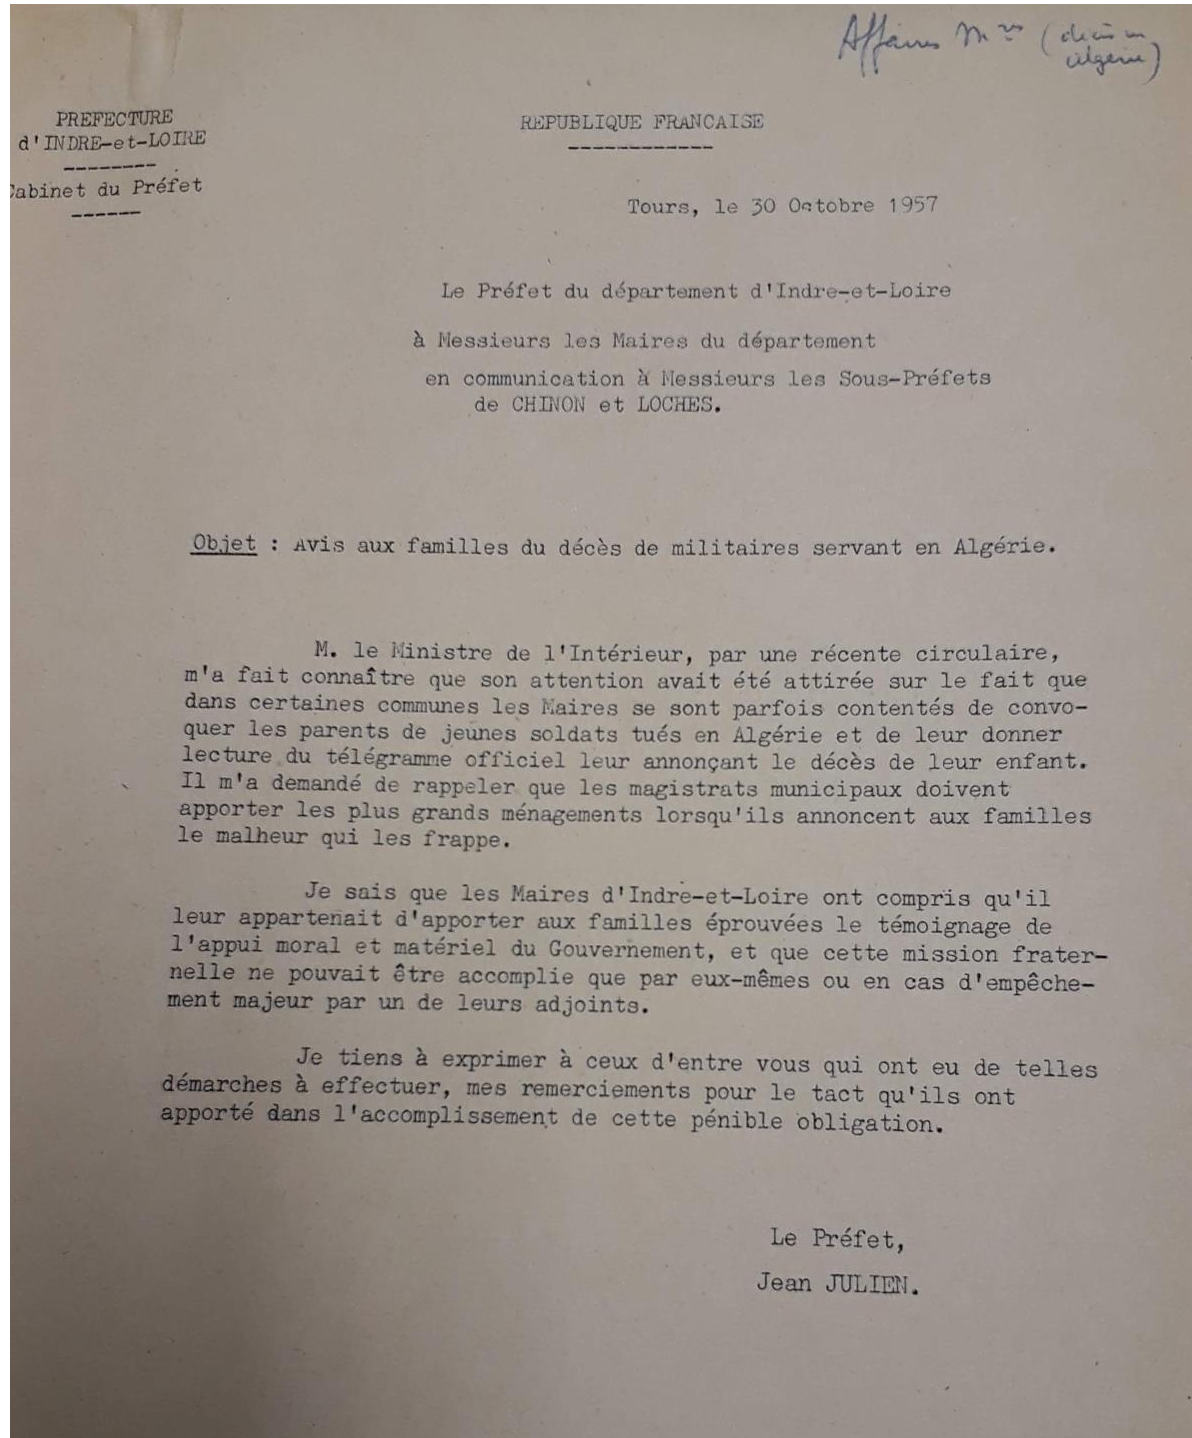 Affaires Mres (décès en
algérie)
PREFECTURE
d'INDRE-et-LOIRE
Cabinet du Préfet
REPUBLIQUE FRANCAISE
Tours, le 30 Octobre 1957
Le Préfet du département d'Indre-et-Loire
à Messieurs les Maires du département
en communication à Messieurs les Sous-Préfets
de CHINON et LOCHES.
Objet : Avis aux familles du décès de militaires servant en Algérie.
M. le Ministre de l'Intérieur, par une récente circulaire,
m'a fait connaître que son attention avait été attirée sur le fait que
dans certaines communes les Maires se sont parfois contentés de convo-
quer les parents de jeunes soldats tués en Algérie et de leur donner
lecture du télégramme officiel leur annonçant le décès de leur enfant.
Il m'a demandé de rappeler que les magistrats municipaux doivent
apporter les plus grands ménagements lorsqu'ils annoncent aux familles
le malheur qui les frappe.
Je sais que les Maires d'Indre-et-Loire ont compris qu'il
leur appartenait d'apporter aux familles éprouvées le témoignage de
l'appui moral et matériel du Gouvernement, et que cette mission frater-
nelle ne pouvait être accomplie que par eux-mêmes ou en cas d'empêche-
ment majeur par un de leurs adjoints.
Je tiens à exprimer à ceux d'entre vous qui ont eu de telles
démarches à effectuer, mes remerciements pour le tact qu'ils ont
apporté dans l'accomplissement de cette pénible obligation.
Le Préfet,
Jean JULIEN.